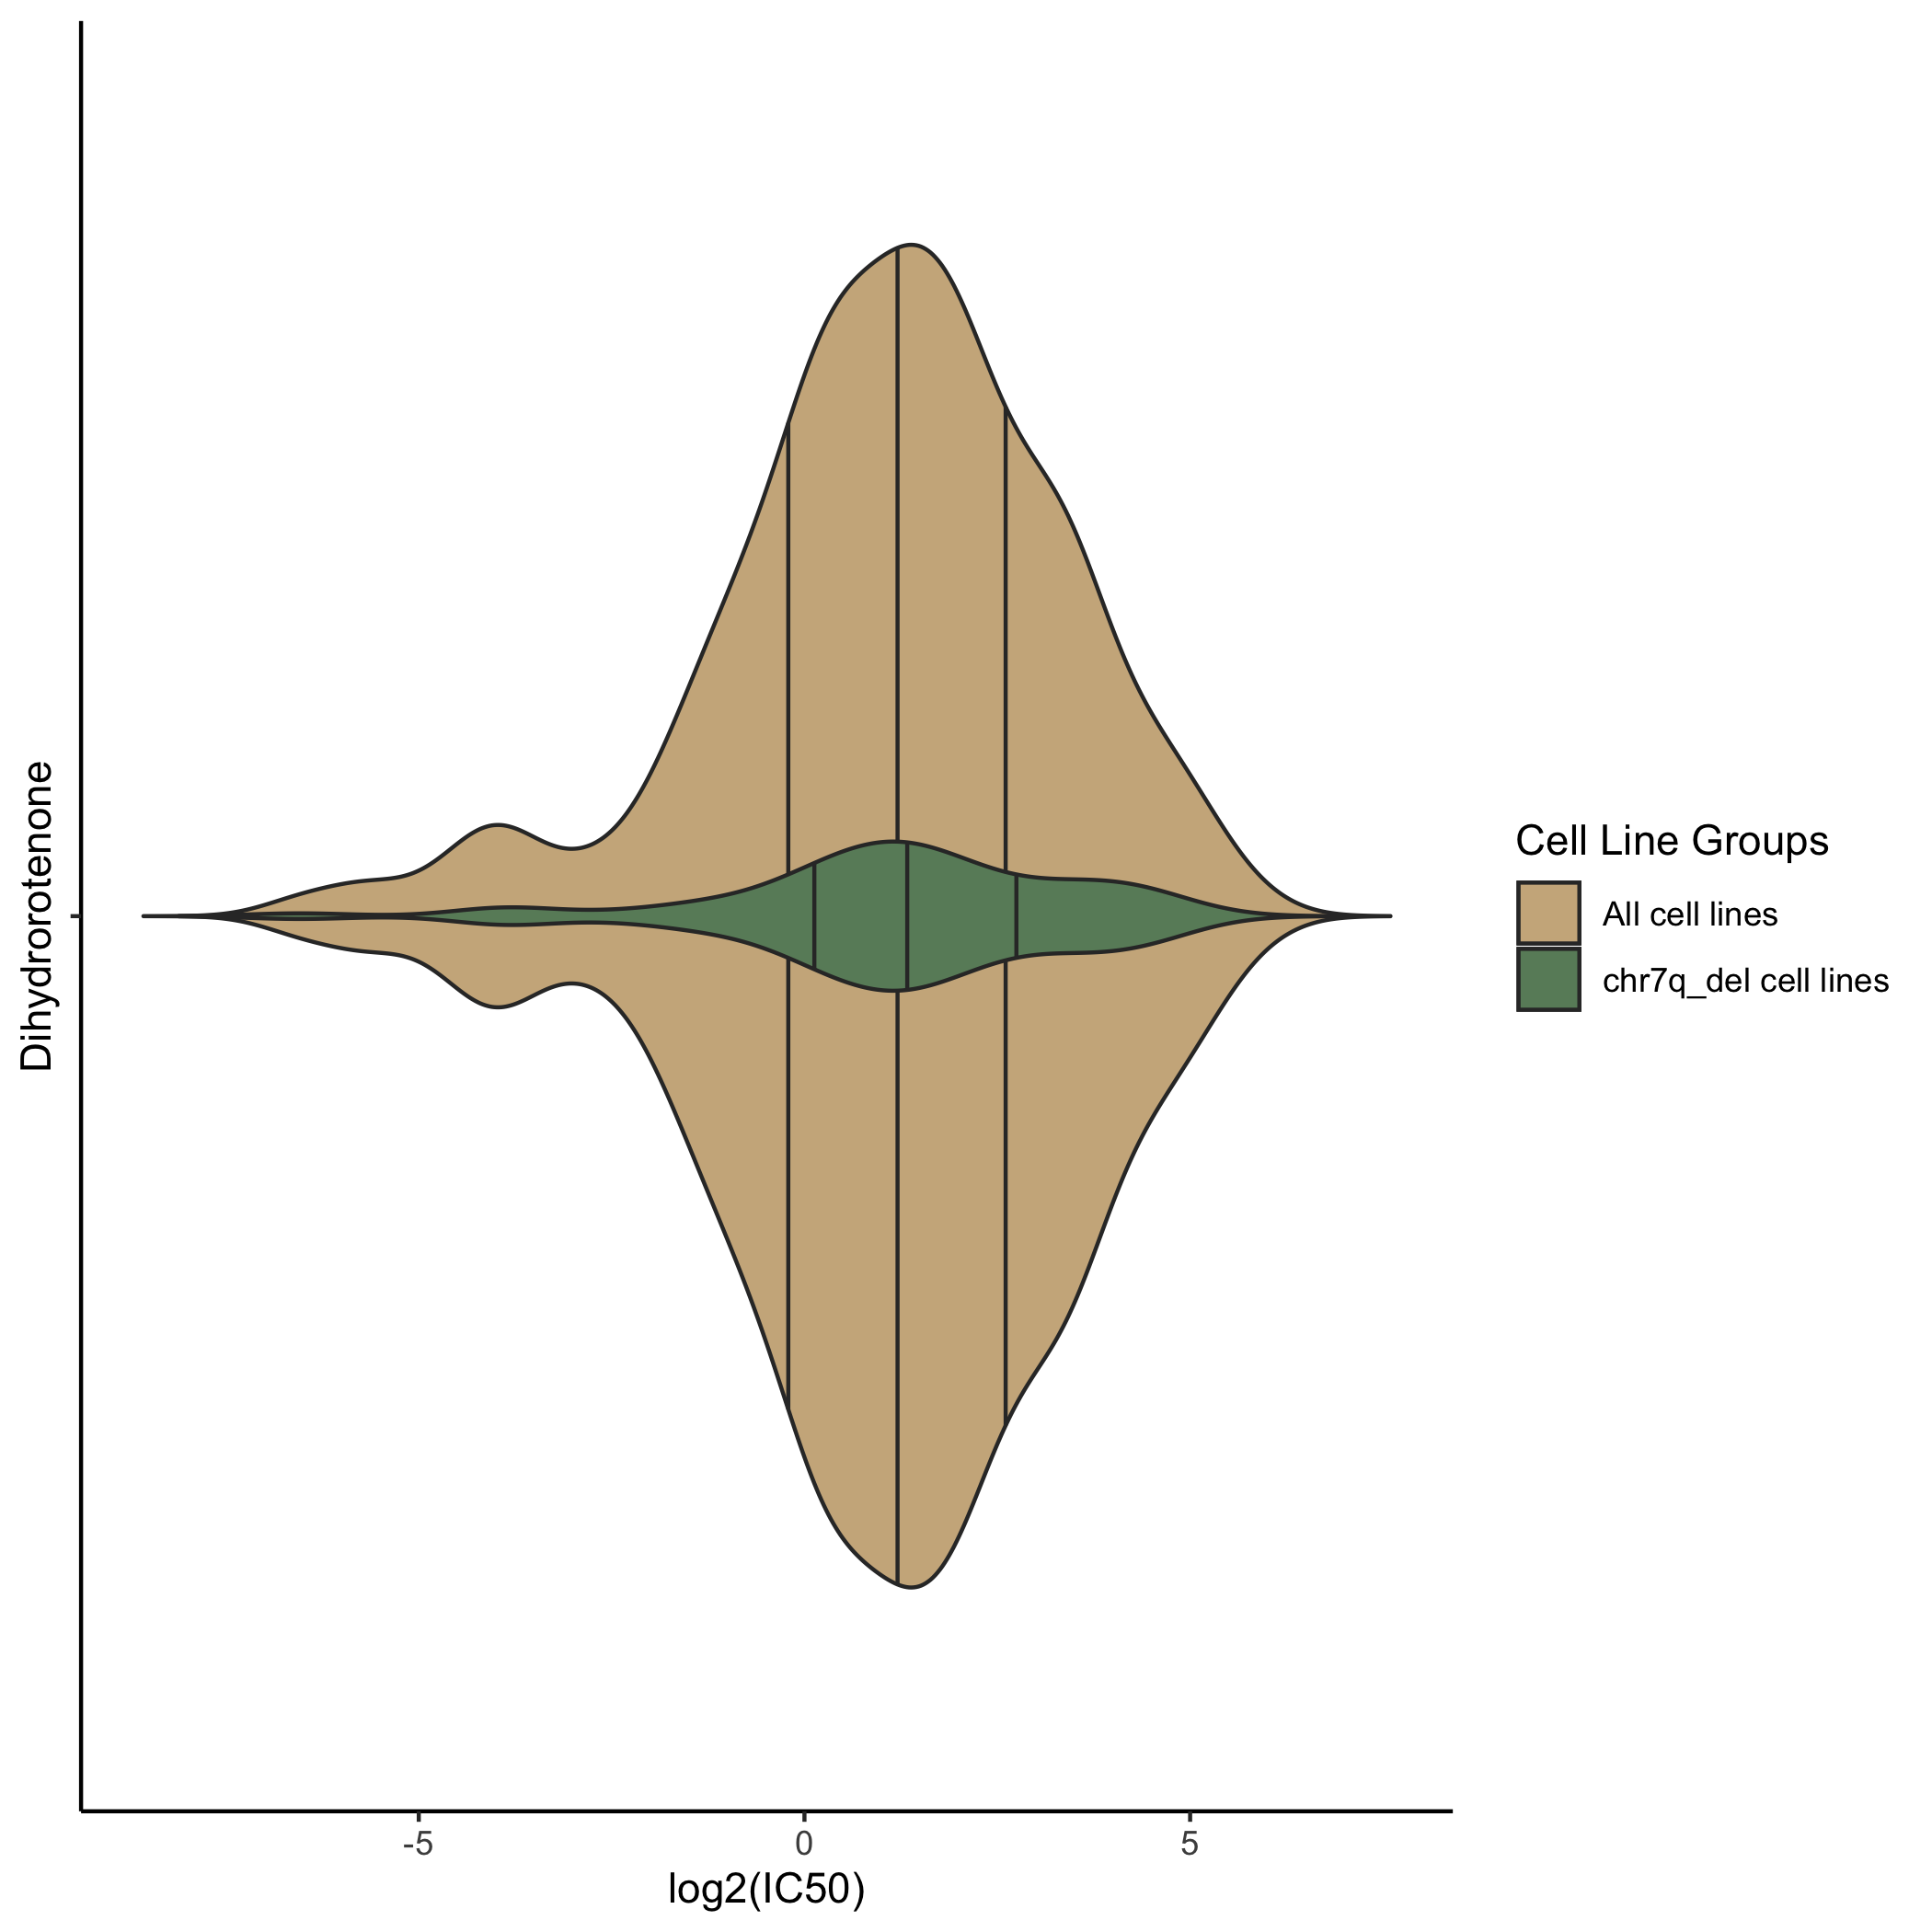 Dihydrorotenone
Cell Line Groups
All cell lines
chr7q_del cell lines
-5 0 5
log2(IC50)